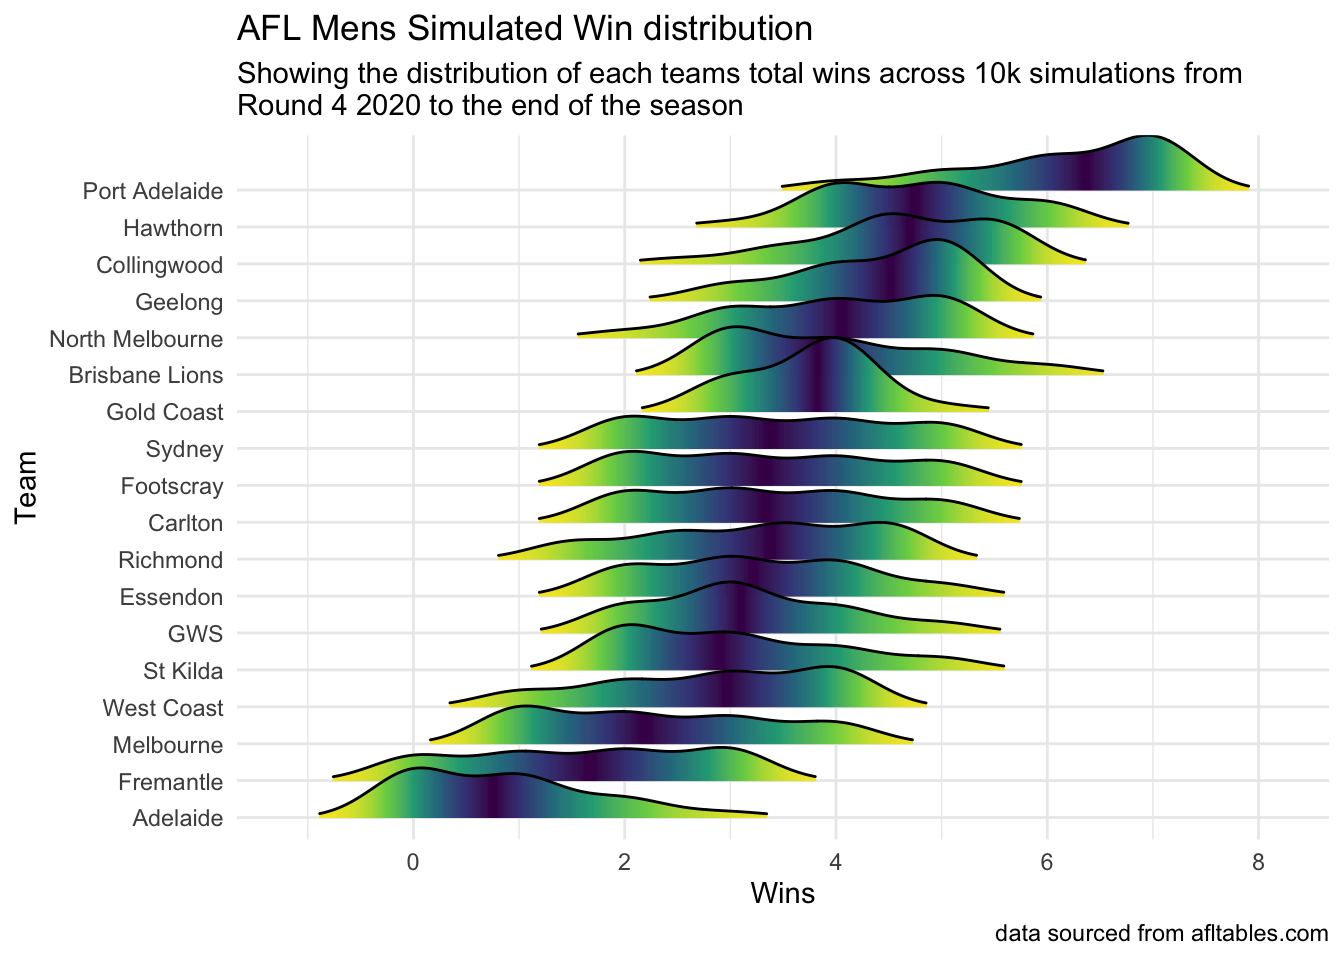 AFL Mens Simulated Win distribution
Showing the distribution of each teams total wins across 10k simulations from
Round 4 2020 to the end of the season
Team
Port Adelaide
Hawthorn
Collingwood
Geelong
North Melbourne
Brisbane Lions
Gold Coast
Sydney
Footscray
Carlton
Richmond
Essendon
GWS
St Kilda
West Coast
Melbourne
Fremantle
Adelaide
0 2 4 6 8
Wins
data sourced from afltables.com